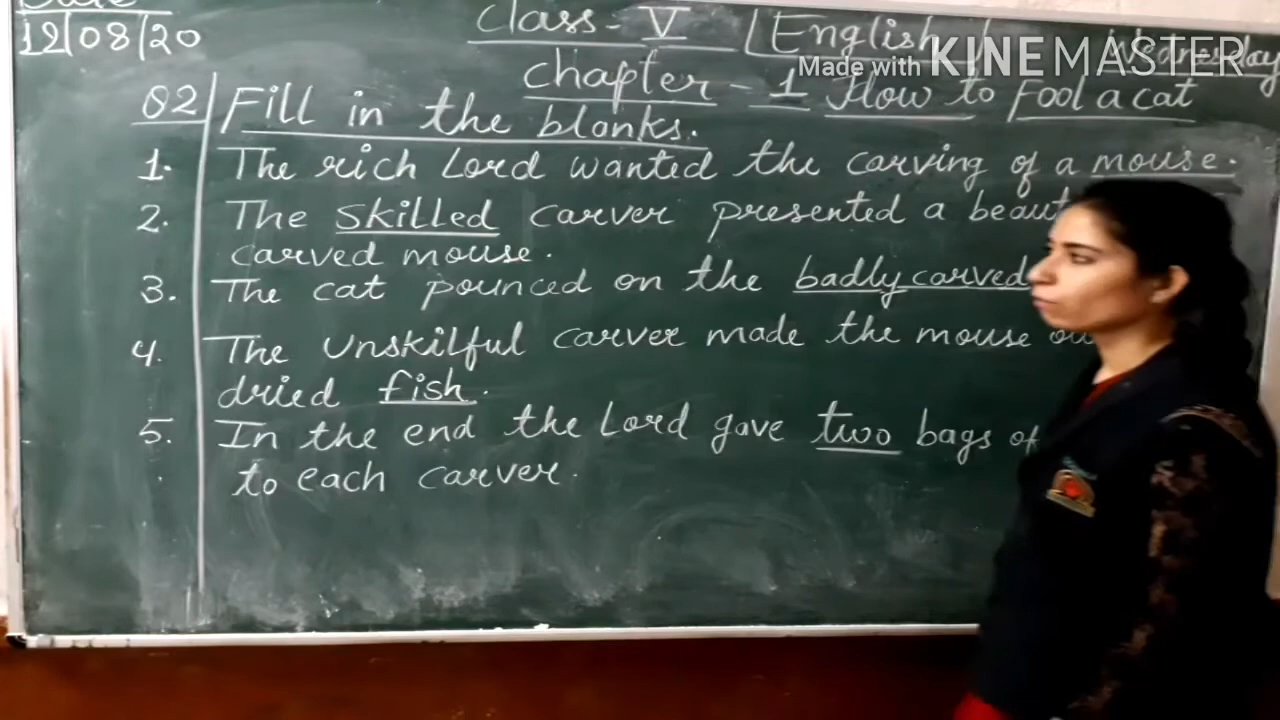 Date
12/08/20
Class - V
English
Wednesday
Made with KINEMASTER
Chapter - 1 How to Fool a cat
Q2 Fill in the blanks.
1. The rich Lord wanted the carving of a mouse.
2. The skilled carver presented a
carved mouse.
3. The cat pounced on the badly carved
4. The Unskilful carver made the mouse
dried fish.
5. In the end the Lord gave two bags of
to each carver.